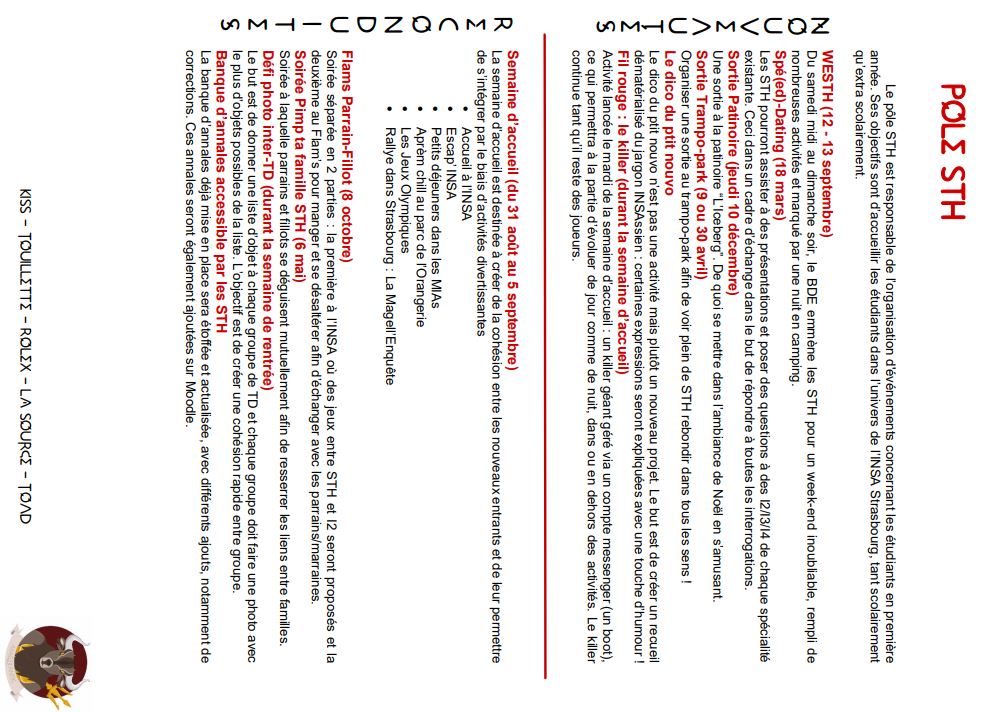 PØLE STH
Le pôle STH est responsable de l'organisation d'événements concernant les étudiants en première
année. Ses objectifs sont d'accueillir les étudiants dans l'univers de l'INSA Strasbourg, tant scolairement
qu'extra scolairement.
NØUVEAUTÉS
WESTH (12 - 13 septembre)
Du samedi midi au dimanche soir, le BDE emmène les STH pour un week-end inoubliable, rempli de
nombreuses activités et marqué par une nuit en camping.
Spé(ed)-Dating (18 mars)
Les STH pourront assister à des présentations et poser des questions à des I2/I3/I4 de chaque spécialité
existante. Ceci dans un cadre d'échange dans le but de répondre à toutes les interrogations.
Sortie Patinoire (jeudi 10 décembre)
Une sortie à la patinoire "L'Iceberg". De quoi se mettre dans l'ambiance de Noël en s'amusant.
Sortie Trampo-park (9 ou 30 avril)
Organiser une sortie au trampo-park afin de voir plein de STH rebondir dans tous les sens !
Le dico du ptit nouvo
Le dico du ptit nouvo n'est pas une activité mais plutôt un nouveau projet. Le but est de créer un recueil
dématérialisé du jargon INSAssien : certaines expressions seront expliquées avec une touche d'humour !
Fil rouge : le killer (durant la semaine d'accueil)
Activité lancée le mardi de la semaine d'accueil : un killer géant géré via un compte messenger (un boot),
ce qui permettra à la partie d'évoluer de jour comme de nuit, dans ou en dehors des activités. Le killer
continue tant qu'il reste des joueurs.
RECØNDUITES
Semaine d'accueil (du 31 août au 5 septembre)
La semaine d'accueil est destinée à créer de la cohésion entre les nouveaux entrants et de leur permettre
de s'intégrer par le biais d'activités divertissantes
• Accueil à l'INSA
• Escap' INSA
• Petits déjeuners dans les MIAs
• Aprèm chill au parc de l'Orangerie
• Les Jeux Olympiques
• Rallye dans Strasbourg : La Magell'Enquête
Flams Parrain-Fillot (8 octobre)
Soirée séparée en 2 parties : la première à l'INSA où des jeux entre STH et I2 seront proposés et la
deuxième au Flam's pour manger et se désaltérer afin d'échanger avec les parrains/marraines.
Soirée Pimp ta famille STH (6 mai)
Soirée à laquelle parrains et fillots se déguisent mutuellement afin de resserrer les liens entre familles.
Défi photo inter-TD (durant la semaine de rentrée)
Le but est de donner une liste d'objet à chaque groupe de TD et chaque groupe doit faire une photo avec
le plus d'objets possibles de la liste. L'objectif est de créer une cohésion rapide entre groupe.
Banque d'annales accessible par les STH
La banque d'annales déjà mise en place sera étoffée et actualisée, avec différents ajouts, notamment de
corrections. Ces annales seront également ajoutées sur Moodle.
KISS - TOUILLETTE - ROLEX - LA SOURCE - TOAD